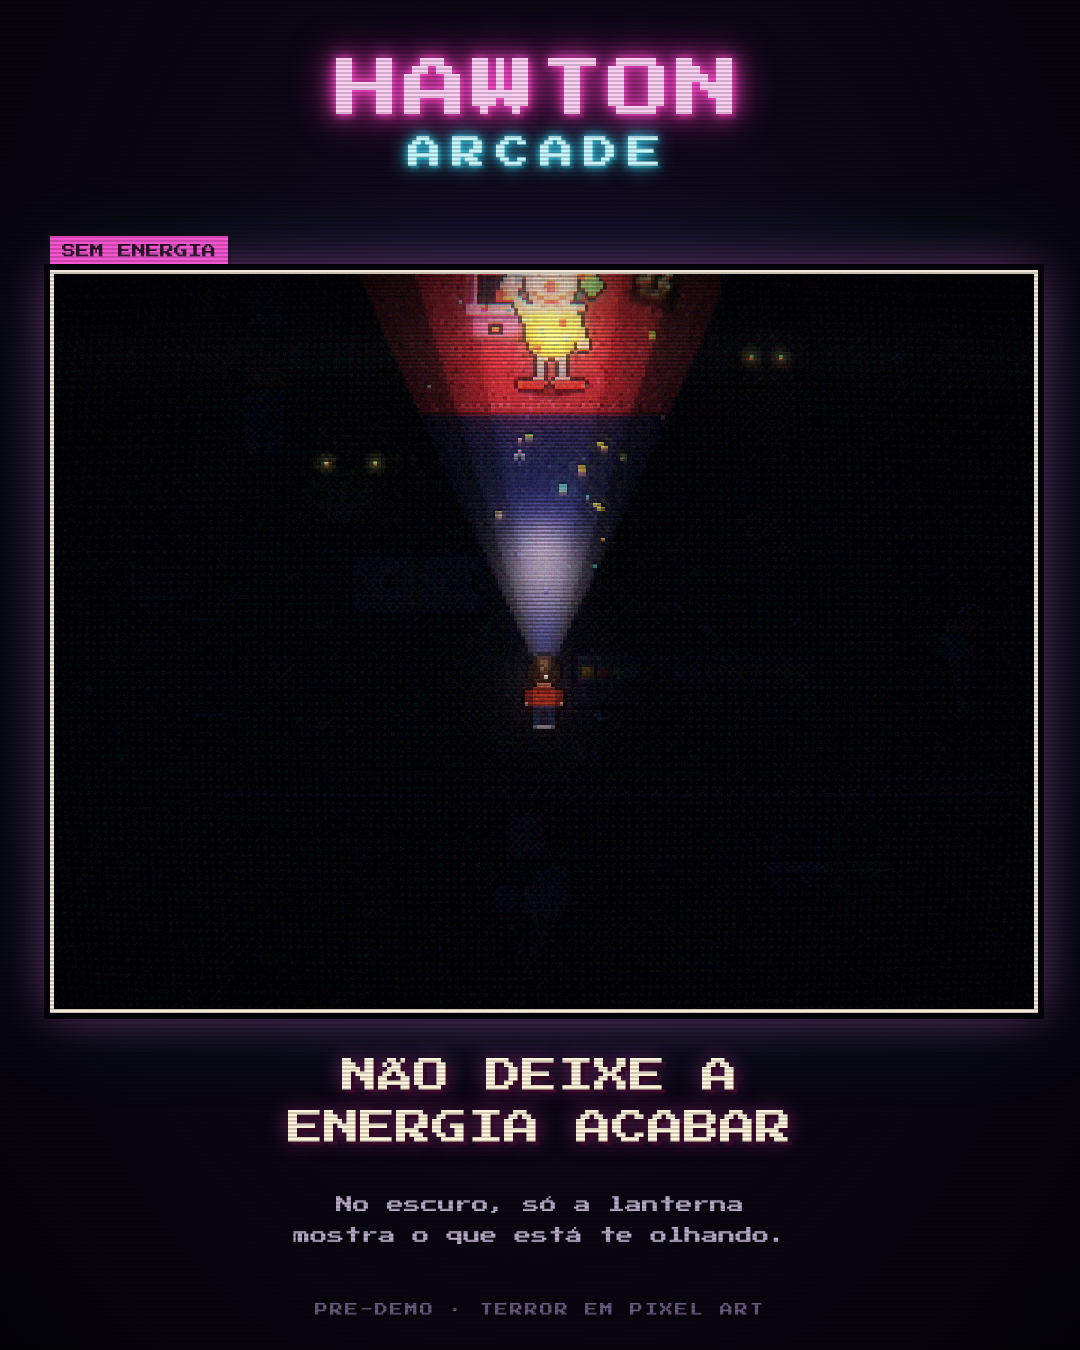 HAWTON
ARCADE
SEM ENERGIA
NÃO DEIXE A
ENERGIA ACABAR
No escuro, só a lanterna
mostra o que está te olhando.
PRE-DEMO · TERROR EM PIXEL ART